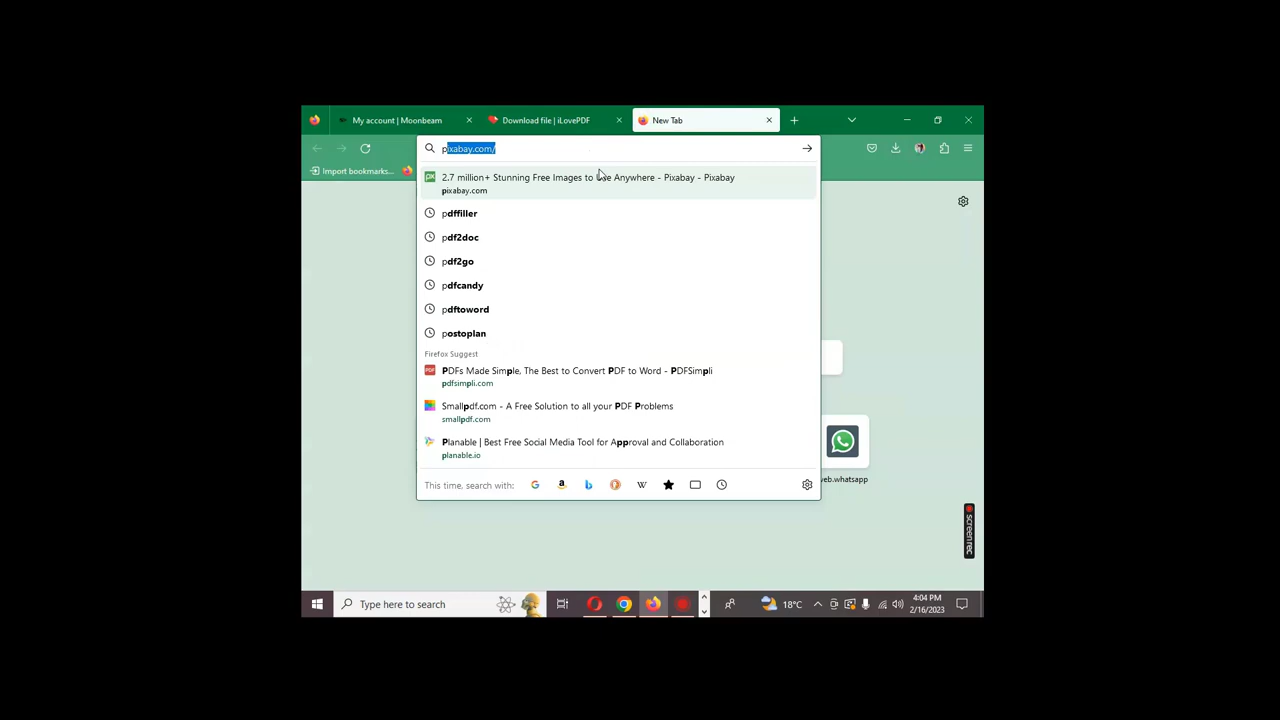 My account | Moonbeam
Download file | iLovePDF
New Tab
pixabay.com/
Import bookmarks...
2.7 million+ Stunning Free Images to Use Anywhere - Pixabay - Pixabay
pixabay.com
pdffiller
pdf2doc
pdf2go
pdfcandy
pdftoword
postoplan
Firefox Suggest
PDFs Made Simple, The Best to Convert PDF to Word - PDFSimpli
pdfsimpli.com
Smallpdf.com - A Free Solution to all your PDF Problems
smallpdf.com
Planable | Best Free Social Media Tool for Approval and Collaboration
planable.io
web.whatsapp
This time, search with:
screenrec
Type here to search
18°C
4:04 PM
2/16/2023